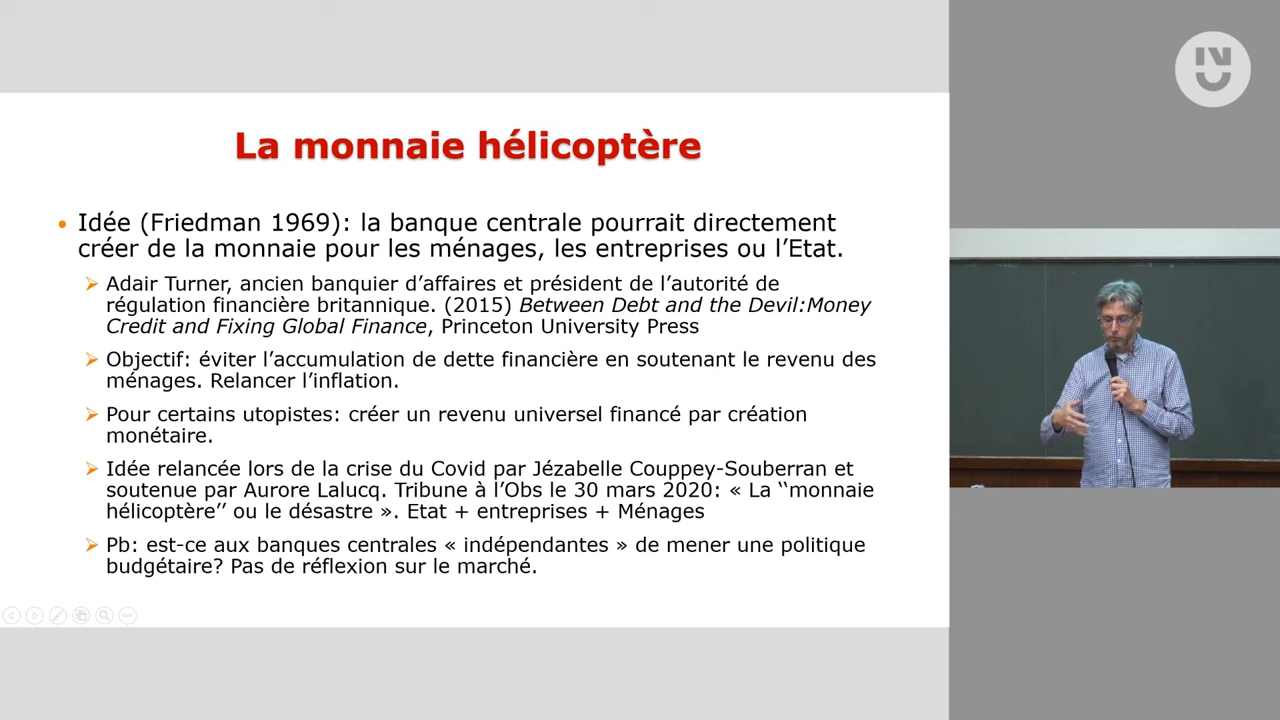 La monnaie hélicoptère
• Idée (Friedman 1969): la banque centrale pourrait directement
créer de la monnaie pour les ménages, les entreprises ou l’Etat.
➢ Adair Turner, ancien banquier d’affaires et président de l’autorité de
régulation financière britannique. (2015) Between Debt and the Devil:Money
Credit and Fixing Global Finance, Princeton University Press
➢ Objectif: éviter l’accumulation de dette financière en soutenant le revenu des
ménages. Relancer l’inflation.
➢ Pour certains utopistes: créer un revenu universel financé par création
monétaire.
➢ Idée relancée lors de la crise du Covid par Jézabelle Couppey-Souberran et
soutenue par Aurore Lalucq. Tribune à l’Obs le 30 mars 2020: « La ‘‘monnaie
hélicoptère’’ ou le désastre ». Etat + entreprises + Ménages
➢ Pb: est-ce aux banques centrales « indépendantes » de mener une politique
budgétaire? Pas de réflexion sur le marché.